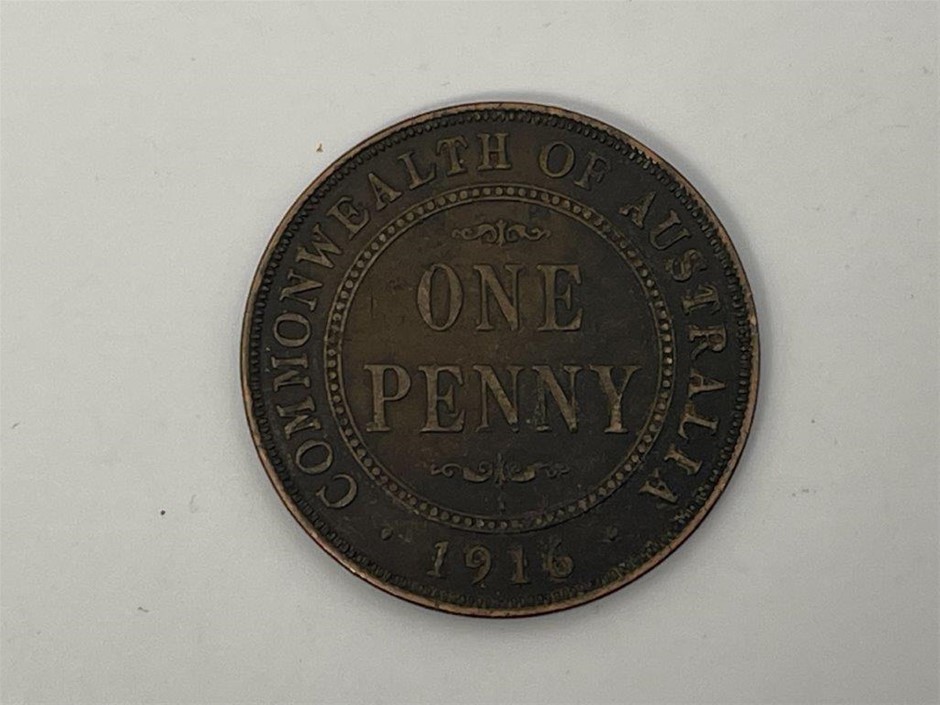 COMMONWEALTH OF AUSTRALIA
ONE
PENNY
1916